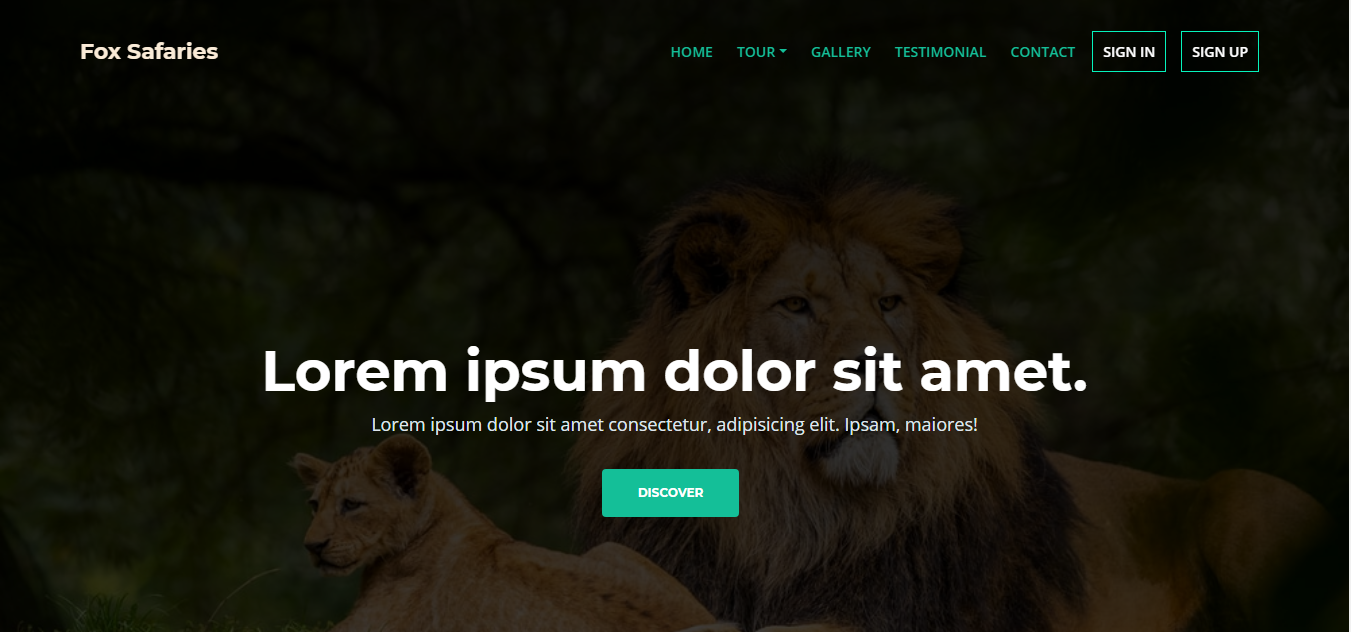 Fox Safaries
HOME TOUR GALLERY TESTIMONIAL CONTACT SIGN IN SIGN UP
Lorem ipsum dolor sit amet.
Lorem ipsum dolor sit amet consectetur, adipisicing elit. Ipsam, maiores!
DISCOVER